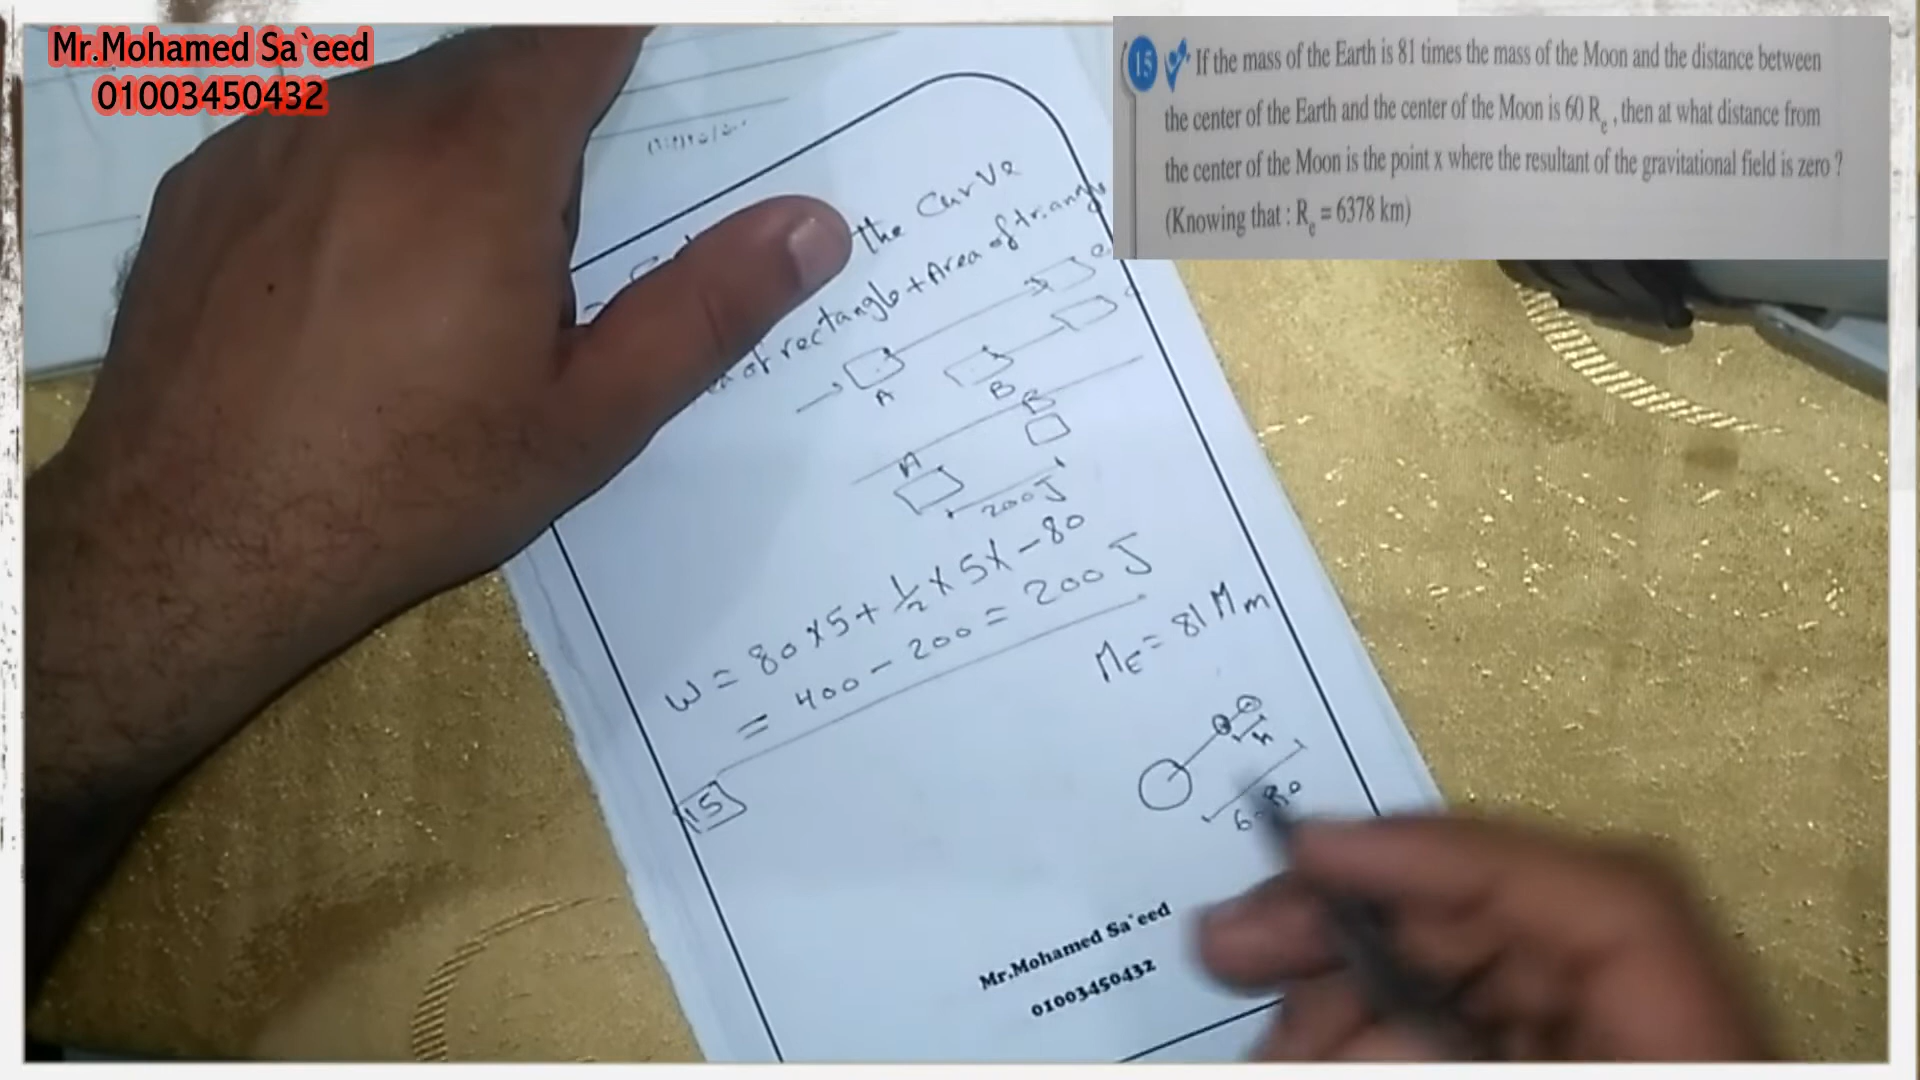 Mr.Mohamed Sa`eed
01003450432
15 If the mass of the Earth is 81 times the mass of the Moon and the distance between
the center of the Earth and the center of the Moon is 60 Re , then at what distance from
the center of the Moon is the point x where the resultant of the gravitational field is zero ?
(Knowing that : Re = 6378 km)
the Curve
of rectangle + Area of triangle
A B
A B
200 J
W = 80 x 5 + 1/2 x 5 x - 80
= 400 - 200 = 200 J
15
ME = 81 Mm
Mr.Mohamed Sa`eed
01003450432